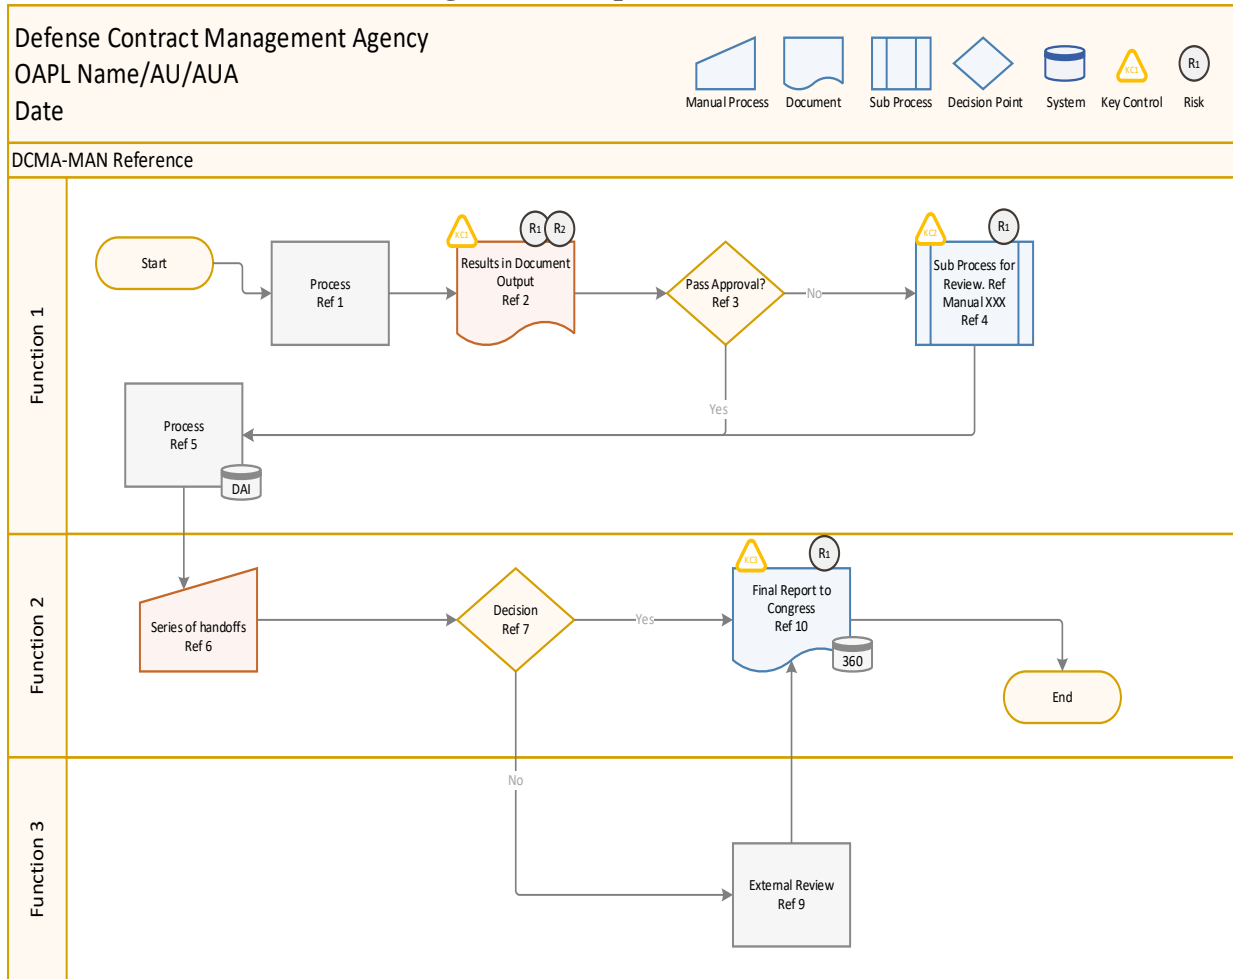 Defense Contract Management Agency
OAPL Name/AU/AUA
Date
KC1
R1
Manual Process
Document
Sub Process
Decision Point
System
Key Control
Risk
DCMA-MAN Reference
Function 1
Start
Process
Ref 1
KC1
R1
R2
Results in Document
Output
Ref 2
Pass Approval?
Ref 3
No
Yes
KC2
R1
Sub Process for
Review. Ref
Manual XXX
Ref 4
Process
Ref 5
DAI
Function 2
Series of handoffs
Ref 6
Decision
Ref 7
Yes
No
KC3
R1
Final Report to
Congress
Ref 10
360
End
Function 3
External Review
Ref 9